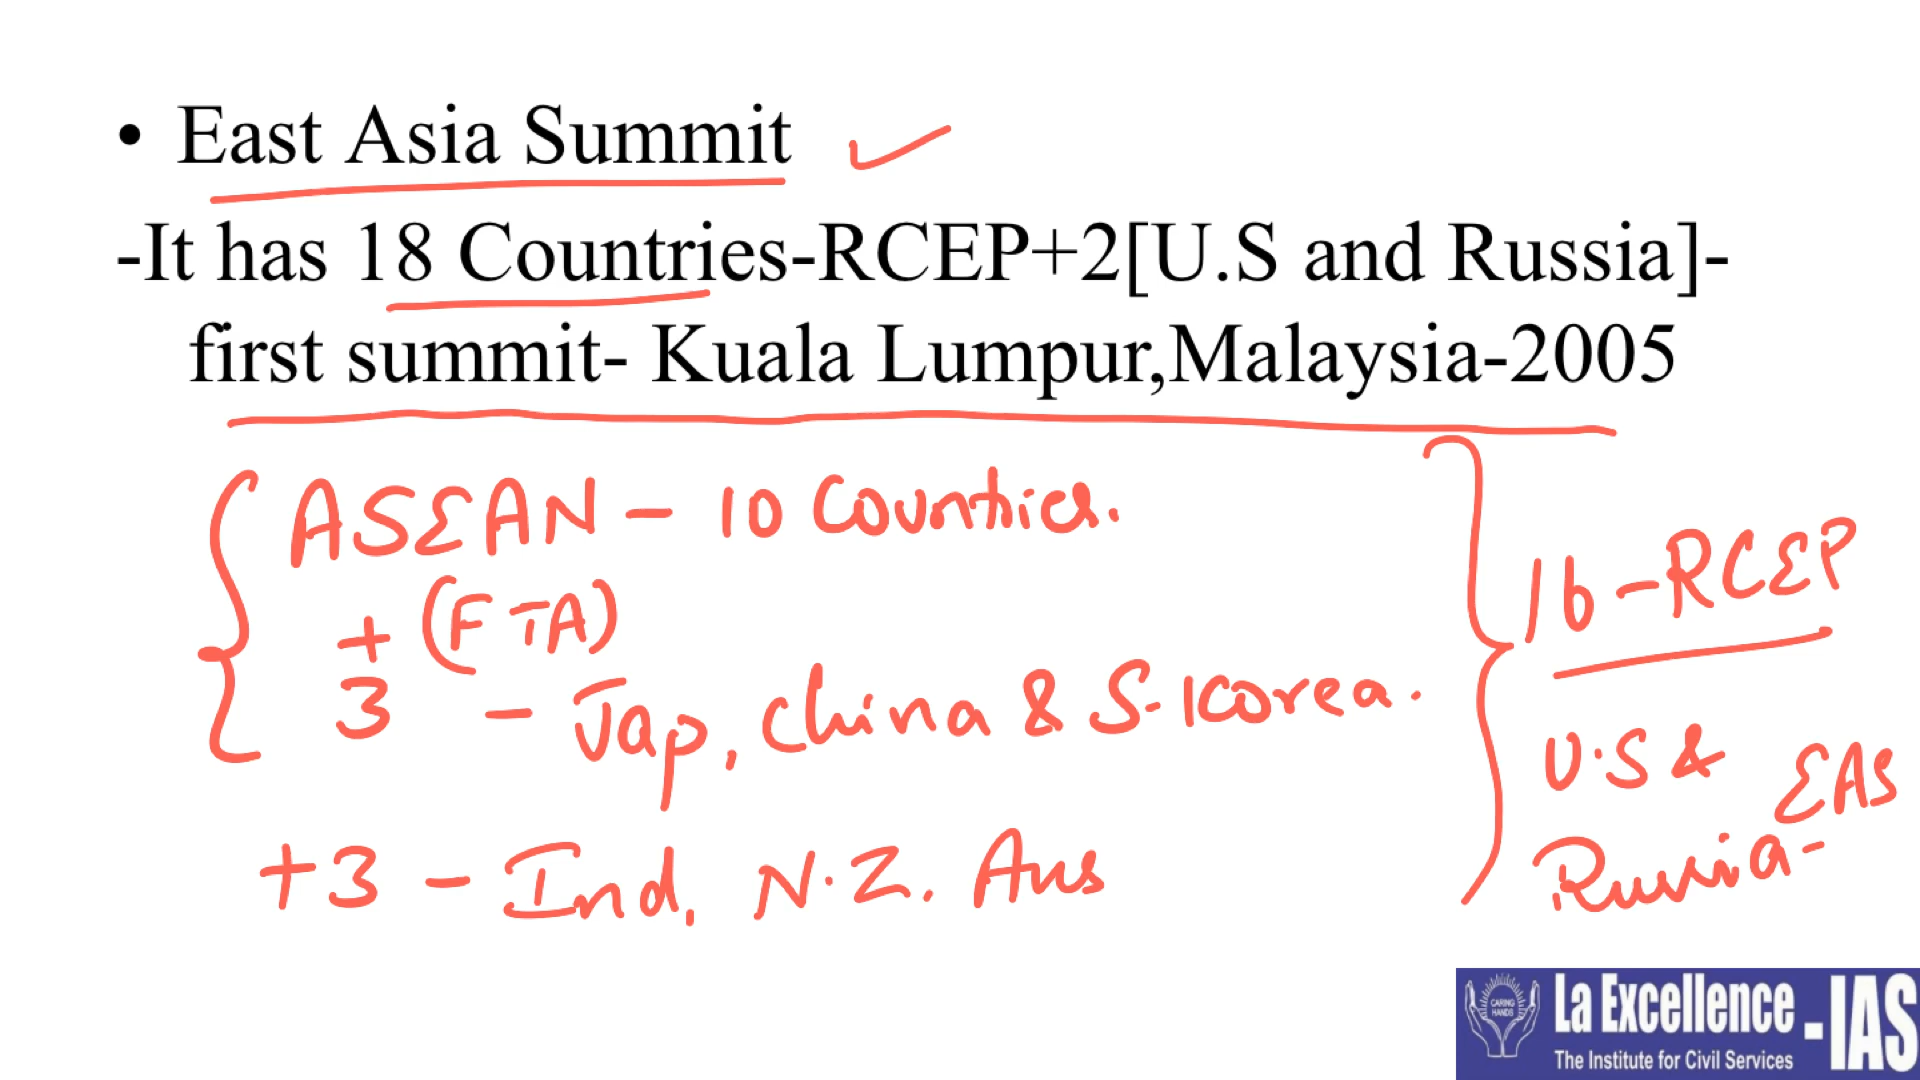 • East Asia Summit
-It has 18 Countries-RCEP+2[U.S and Russia]-
first summit- Kuala Lumpur,Malaysia-2005
ASEAN - 10 Countries.
+ (FTA)
3 - Jap, China & S-Korea.
+3 - Ind, N.Z. Aus
16-RCEP
U.S &
Russia- EAS
CARING HANDS
La Excellence -IAS
The Institute for Civil Services